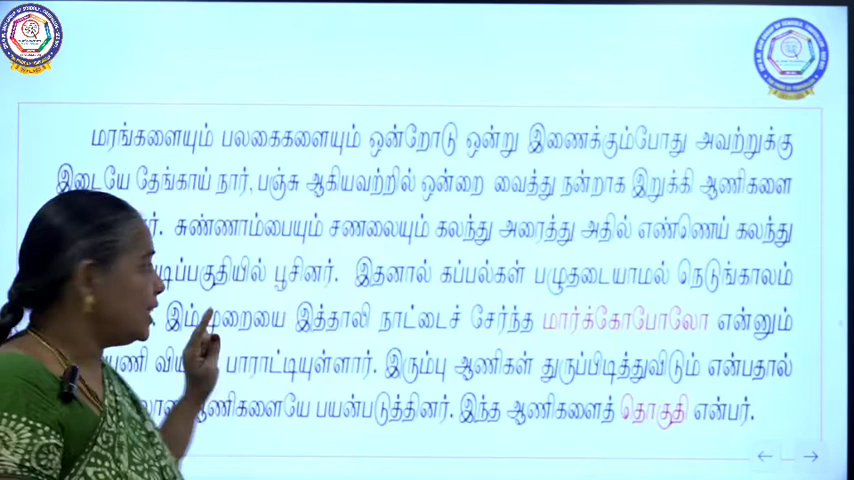 மரங்களையும் பலகைகளையும் ஒன்றோடு ஒன்று இணைக்கும்போது அவற்றுக்கு
இடையே தேங்காய் நார், பஞ்சு ஆகியவற்றில் ஒன்றை வைத்து நன்றாக இறுக்கி ஆணிகளை
சுண்ணாம்பையும் சணலையும் கலந்து அரைத்து அதில் எண்ணெய் கலந்து
பூசினர். இதனால் கப்பல்கள் பழுதடையாமல் நெடுங்காலம்
இம்முறையை இத்தாலி நாட்டைச் சேர்ந்த மார்க்கோபோலோ என்னும்
பாராட்டியுள்ளார். இரும்பு ஆணிகள் துருப்பிடித்துவிடும் என்பதால்
ஆணிகளையே பயன்படுத்தினர். இந்த ஆணிகளைத் தொகுதி என்பர்.